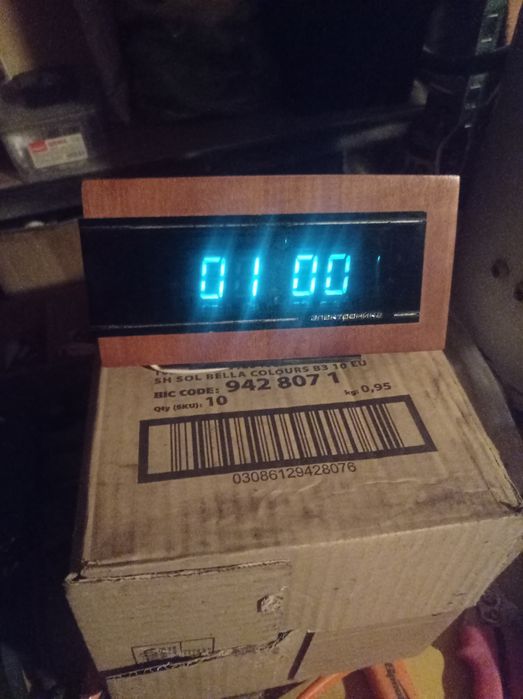 01 00
электроника
SH SOL BELLA COLOURS B3 10 EU
BIC CODE: 942 807 1
Qty (SKU): 10
kg: 0,95
03086129428076